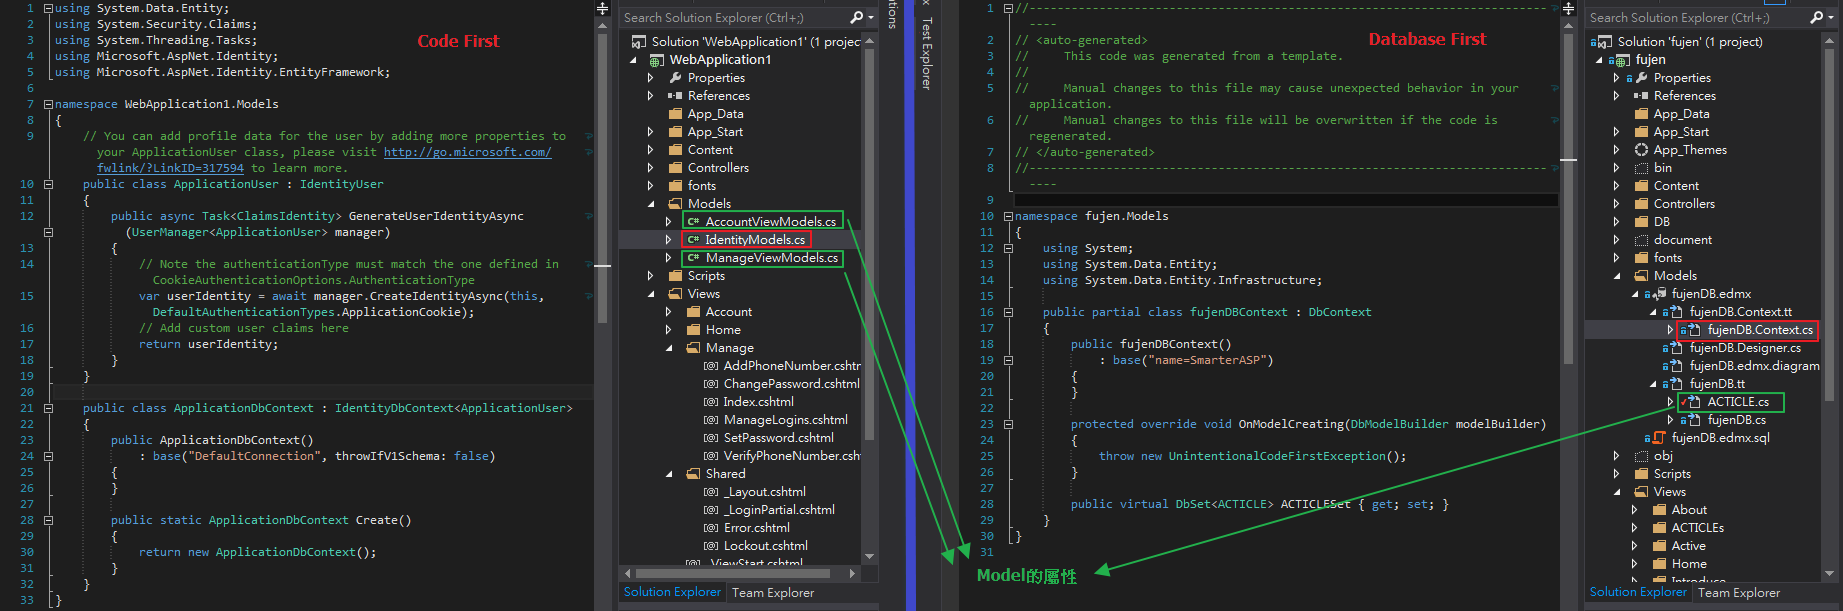 1 using System.Data.Entity;
2 using System.Security.Claims;
3 using System.Threading.Tasks;
4 using Microsoft.AspNet.Identity;
5 using Microsoft.AspNet.Identity.EntityFramework;
6
7 namespace WebApplication1.Models
8 {
9 // You can add profile data for the user by adding more properties to
your ApplicationUser class, please visit http://go.microsoft.com/
fwlink/?LinkID=317594 to learn more.
10 public class ApplicationUser : IdentityUser
11 {
12 public async Task<ClaimsIdentity> GenerateUserIdentityAsync
(UserManager<ApplicationUser> manager)
13 {
14 // Note the authenticationType must match the one defined in
CookieAuthenticationOptions.AuthenticationType
15 var userIdentity = await manager.CreateIdentityAsync(this,
DefaultAuthenticationTypes.ApplicationCookie);
16 // Add custom user claims here
17 return userIdentity;
18 }
19 }
20
21 public class ApplicationDbContext : IdentityDbContext<ApplicationUser>
22 {
23 public ApplicationDbContext()
24 : base("DefaultConnection", throwIfV1Schema: false)
25 {
26 }
27
28 public static ApplicationDbContext Create()
29 {
30 return new ApplicationDbContext();
31 }
32 }
33 }
Code First
Search Solution Explorer (Ctrl+;)
Solution 'WebApplication1' (1 projec
WebApplication1
Properties
References
App_Data
App_Start
Content
Controllers
fonts
Models
C# AccountViewModels.cs
C# IdentityModels.cs
C# ManageViewModels.cs
Scripts
Views
Account
Home
Manage
AddPhoneNumber.cshtm
ChangePassword.cshtml
Index.cshtml
ManageLogins.cshtml
SetPassword.cshtml
VerifyPhoneNumber.cshtm
Shared
_Layout.cshtml
_LoginPartial.cshtml
Error.cshtml
Lockout.cshtml
_ViewStart.cshtml
Solution Explorer Team Explorer
Test Explorer
1 //--------------------------------------------------------------------------
----
2 // <auto-generated>
3 // This code was generated from a template.
4 //
5 // Manual changes to this file may cause unexpected behavior in your
application.
6 // Manual changes to this file will be overwritten if the code is
regenerated.
7 // </auto-generated>
8 //--------------------------------------------------------------------------
----
9
10 namespace fujen.Models
11 {
12 using System;
13 using System.Data.Entity;
14 using System.Data.Entity.Infrastructure;
15
16 public partial class fujenDBContext : DbContext
17 {
18 public fujenDBContext()
19 : base("name=SmarterASP")
20 {
21 }
22
23 protected override void OnModelCreating(DbModelBuilder modelBuilder)
24 {
25 throw new UnintentionalCodeFirstException();
26 }
27
28 public virtual DbSet<ACTICLE> ACTICLESet { get; set; }
29 }
30 }
31
Database First
Model的屬性
Search Solution Explorer (Ctrl+;)
Solution 'fujen' (1 project)
fujen
Properties
References
App_Data
App_Start
App_Themes
bin
Content
Controllers
DB
document
fonts
Models
fujenDB.edmx
fujenDB.Context.tt
fujenDB.Context.cs
fujenDB.Designer.cs
fujenDB.edmx.diagram
fujenDB.tt
ACTICLE.cs
fujenDB.cs
fujenDB.edmx.sql
obj
Scripts
Views
About
ACTICLEs
Active
Home
Introduce
Solution Explorer Team Explorer